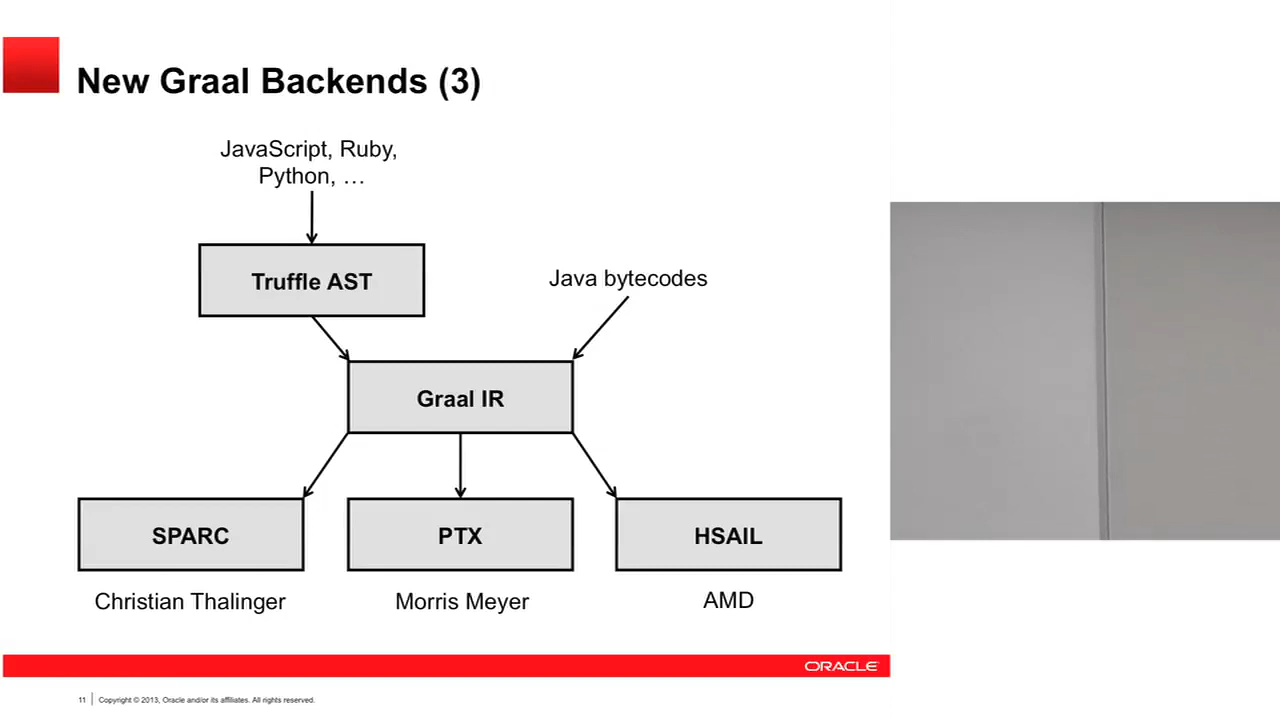 New Graal Backends (3)
JavaScript, Ruby,
Python, …
Truffle AST
Java bytecodes
Graal IR
SPARC
PTX
HSAIL
Christian Thalinger
Morris Meyer
AMD
ORACLE
11
Copyright © 2013, Oracle and/or its affiliates. All rights reserved.